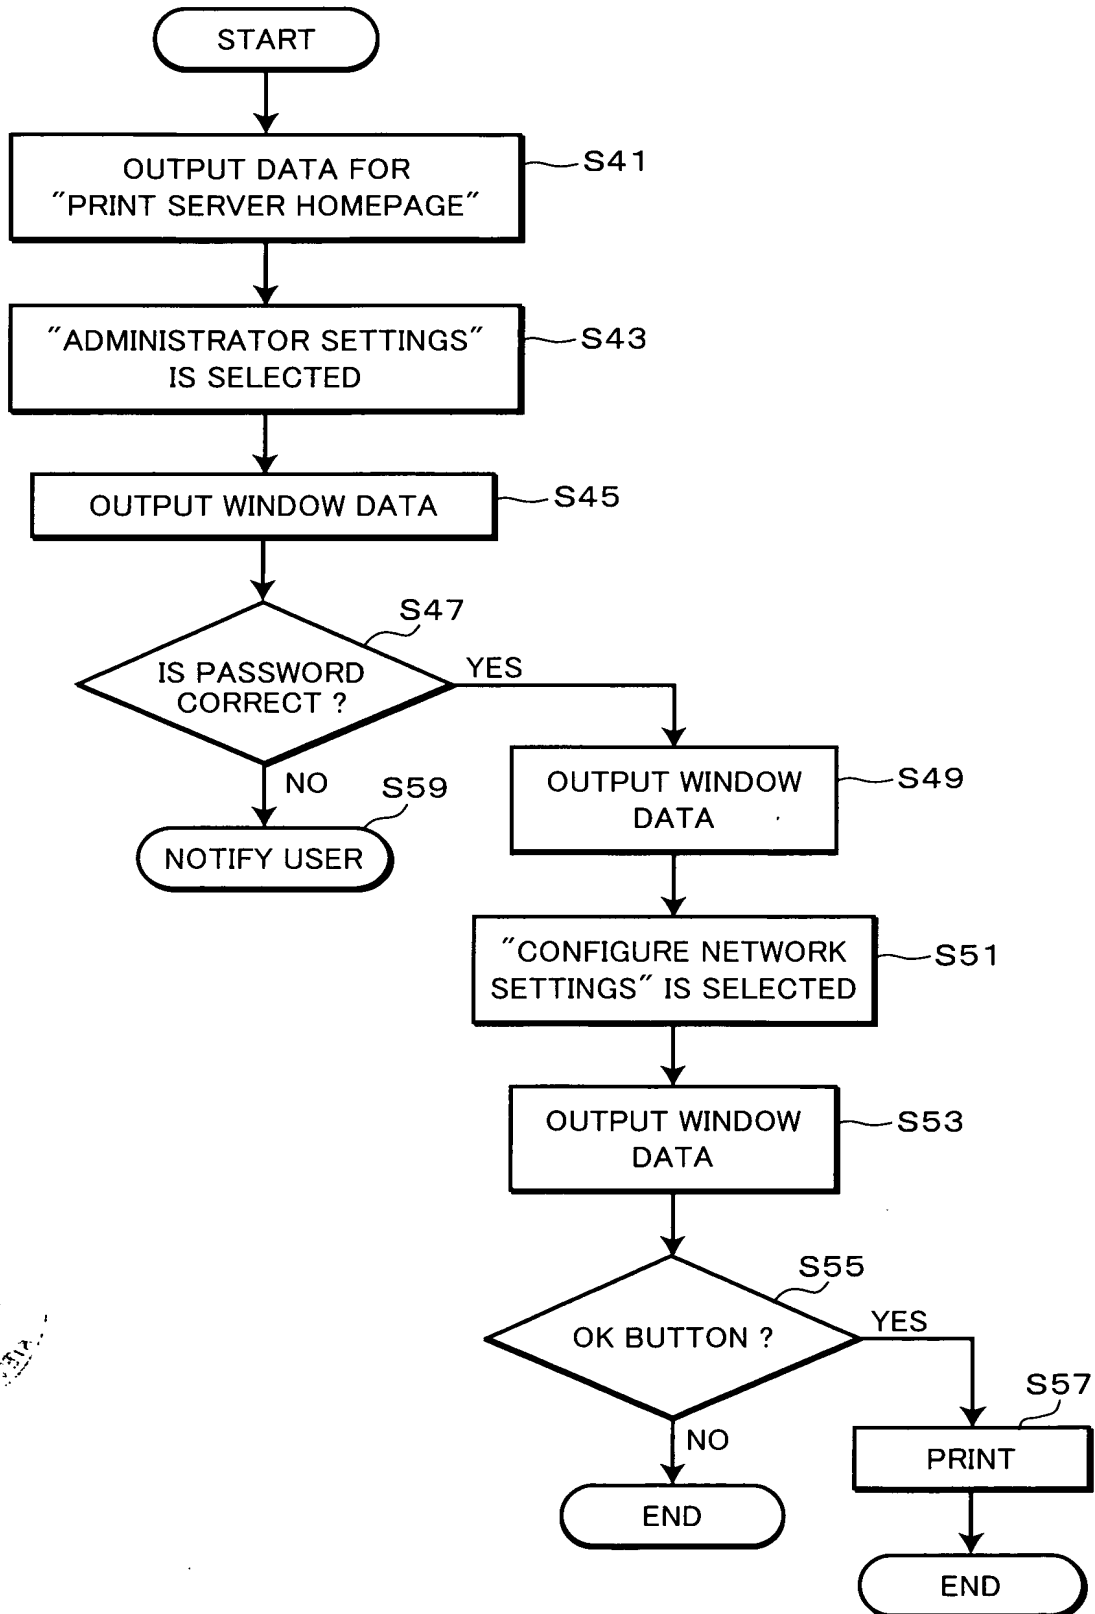 START
OUTPUT DATA FOR
"PRINT SERVER HOMEPAGE"
S41
"ADMINISTRATOR SETTINGS"
IS SELECTED
S43
OUTPUT WINDOW DATA
S45
S47
IS PASSWORD
CORRECT ?
YES
NO
S59
NOTIFY USER
OUTPUT WINDOW
DATA
S49
"CONFIGURE NETWORK
SETTINGS" IS SELECTED
S51
OUTPUT WINDOW
DATA
S53
S55
OK BUTTON ?
YES
NO
END
S57
PRINT
END